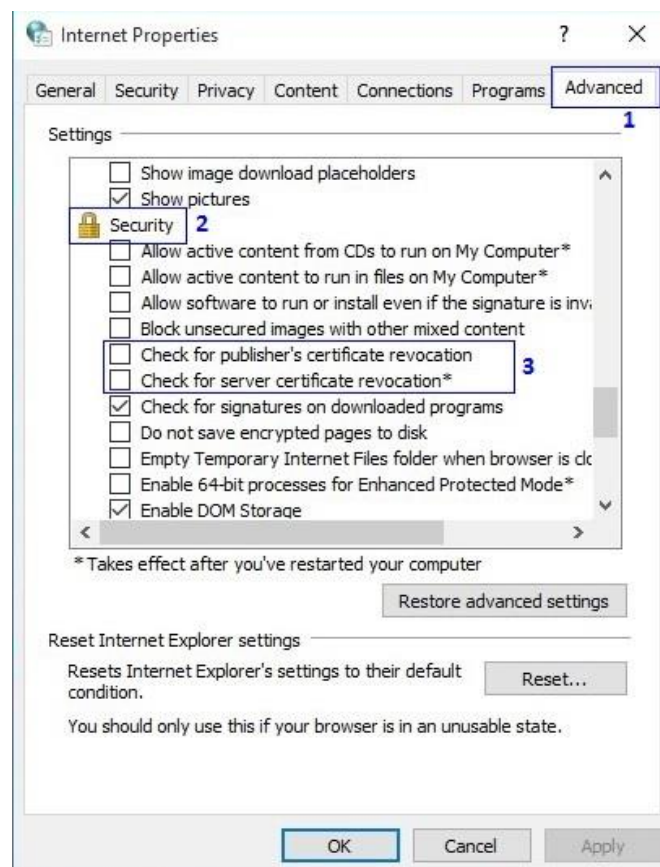 Internet Properties
?
General Security Privacy Content Connections Programs Advanced
1
Settings
Show image download placeholders
Show pictures
Security 2
Allow active content from CDs to run on My Computer*
Allow active content to run in files on My Computer*
Allow software to run or install even if the signature is inva
Block unsecured images with other mixed content
Check for publisher's certificate revocation
3
Check for server certificate revocation*
Check for signatures on downloaded programs
Do not save encrypted pages to disk
Empty Temporary Internet Files folder when browser is clo
Enable 64-bit processes for Enhanced Protected Mode*
Enable DOM Storage
*Takes effect after you've restarted your computer
Restore advanced settings
Reset Internet Explorer settings
Resets Internet Explorer's settings to their default
condition.
Reset...
You should only use this if your browser is in an unusable state.
OK Cancel Apply